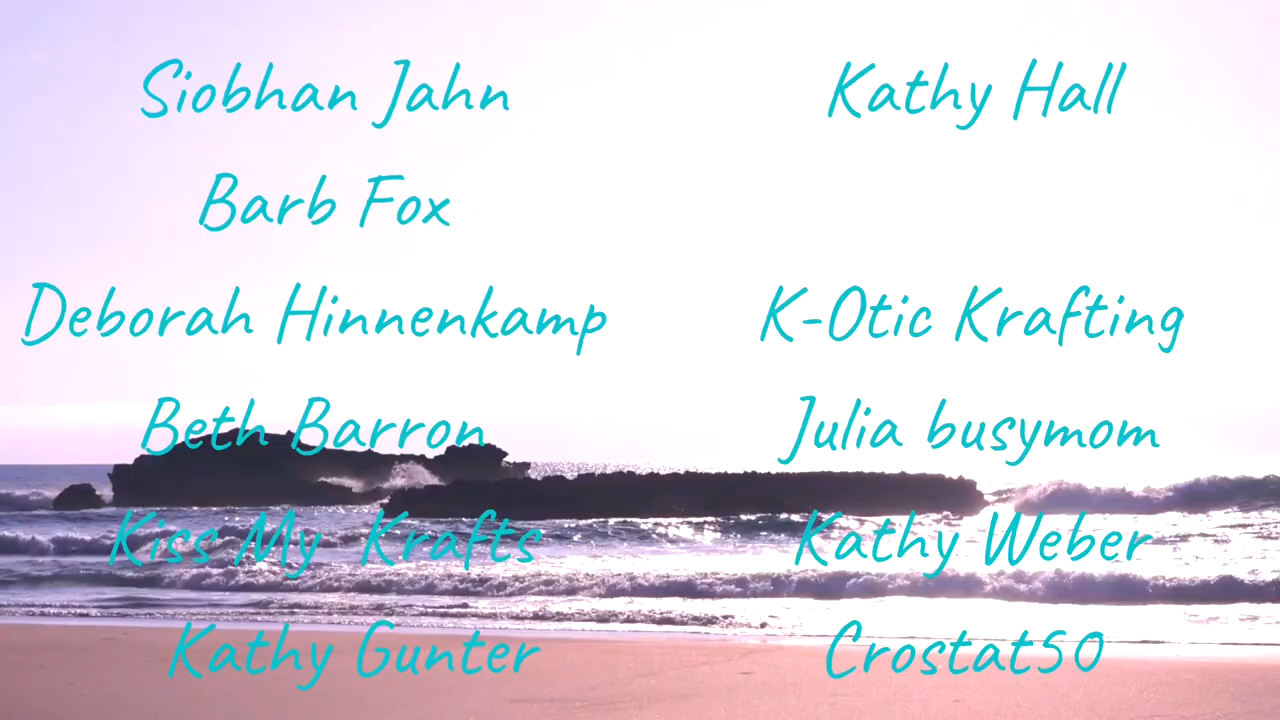 Siobhan Jahn
Kathy Hall
Barb Fox
Deborah Hinnenkamp
K-Otic Krafting
Beth Barron
Julia busymom
Kiss My Krafts
Kathy Weber
Kathy Gunter
Crostat50